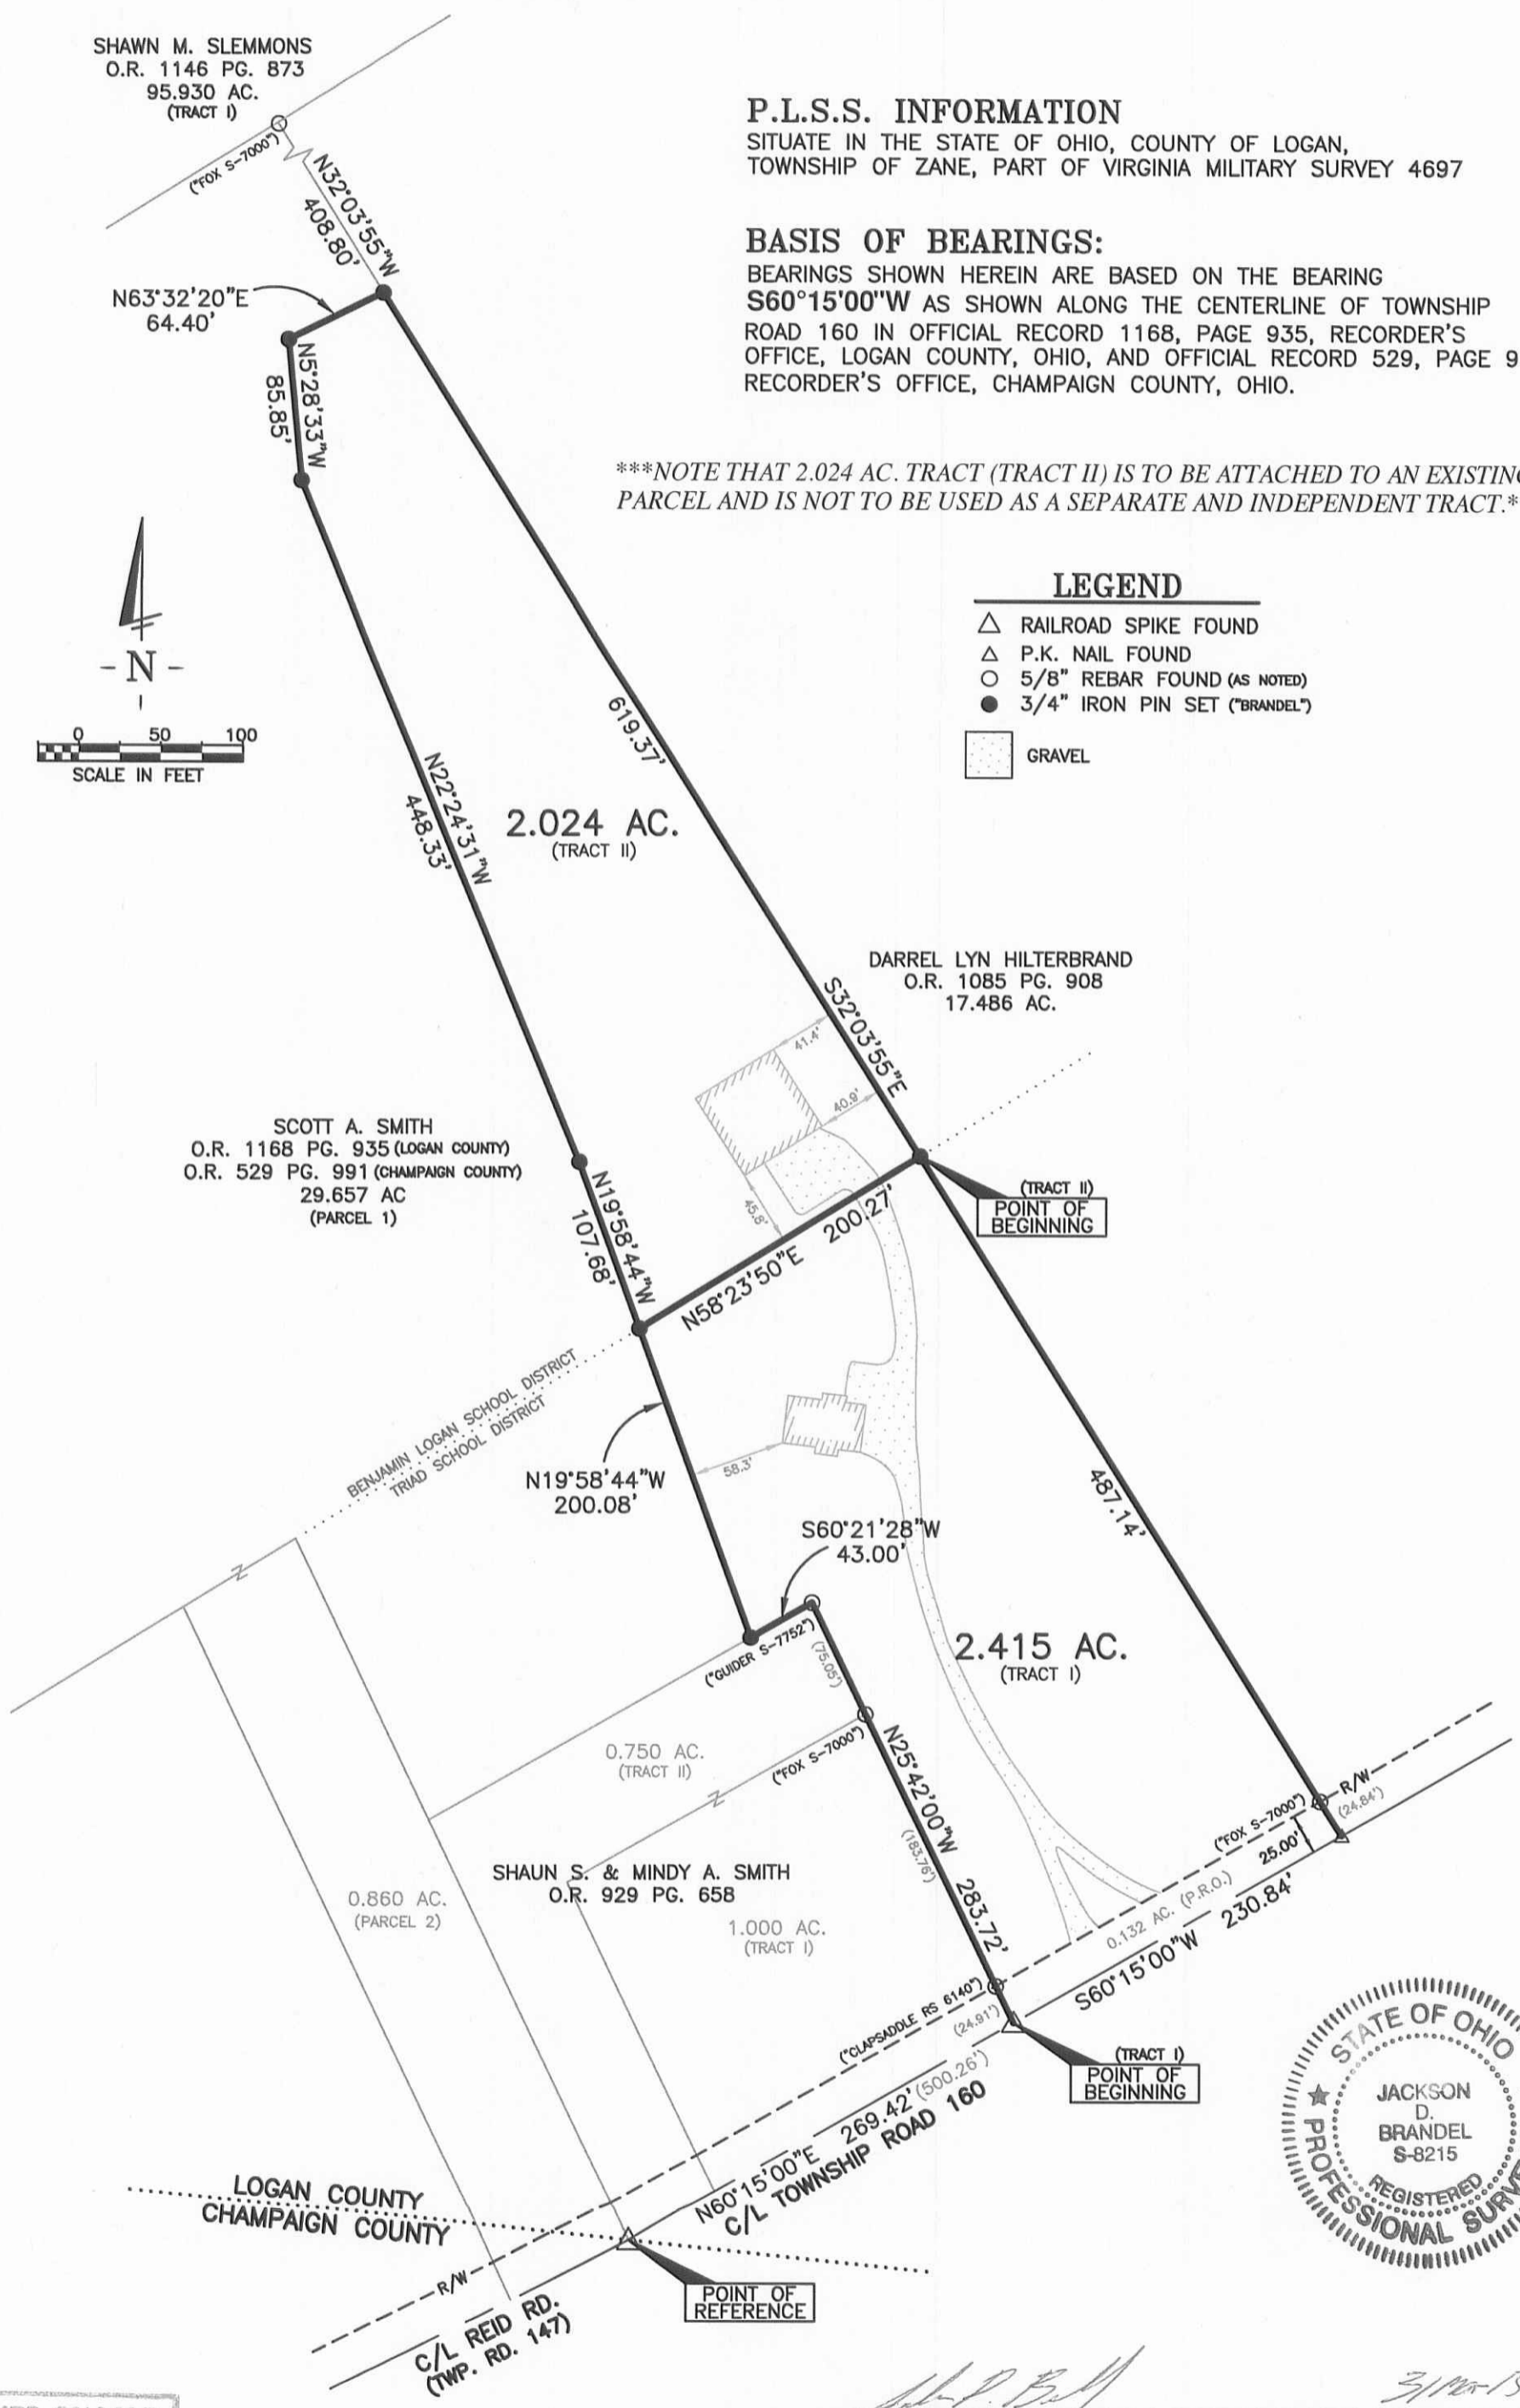 SHAWN M. SLEMMONS
O.R. 1146 PG. 873
95.930 AC.
(TRACT I)
("FOX S-7000")
N32°03'55"W
408.80'
N63°32'20"E
64.40'
N5°28'33"W
85.85'
P.L.S.S. INFORMATION
SITUATE IN THE STATE OF OHIO, COUNTY OF LOGAN,
TOWNSHIP OF ZANE, PART OF VIRGINIA MILITARY SURVEY 4697
BASIS OF BEARINGS:
BEARINGS SHOWN HEREIN ARE BASED ON THE BEARING
S60°15'00"W AS SHOWN ALONG THE CENTERLINE OF TOWNSHIP
ROAD 160 IN OFFICIAL RECORD 1168, PAGE 935, RECORDER'S
OFFICE, LOGAN COUNTY, OHIO, AND OFFICIAL RECORD 529, PAGE 9
RECORDER'S OFFICE, CHAMPAIGN COUNTY, OHIO.
***NOTE THAT 2.024 AC. TRACT (TRACT II) IS TO BE ATTACHED TO AN EXISTING
PARCEL AND IS NOT TO BE USED AS A SEPARATE AND INDEPENDENT TRACT.*
LEGEND
RAILROAD SPIKE FOUND
P.K. NAIL FOUND
5/8" REBAR FOUND (AS NOTED)
3/4" IRON PIN SET ("BRANDEL")
GRAVEL
-N-
0 50 100
SCALE IN FEET
619.37'
N22°24'31"W
448.33'
2.024 AC.
(TRACT II)
DARREL LYN HILTERBRAND
O.R. 1085 PG. 908
17.486 AC.
S32°03'55"E
41.4'
40.9'
45.8'
SCOTT A. SMITH
O.R. 1168 PG. 935 (LOGAN COUNTY)
O.R. 529 PG. 991 (CHAMPAIGN COUNTY)
29.657 AC
(PARCEL 1)
N19°58'44"W
107.68'
(TRACT II)
POINT OF
BEGINNING
N58°23'50"E 200.27'
BENJAMIN LOGAN SCHOOL DISTRICT
TRIAD SCHOOL DISTRICT
N19°58'44"W
200.08'
58.3'
S60°21'28"W
43.00'
487.14'
("GUIDER S-7752")
(75.05')
2.415 AC.
(TRACT I)
0.750 AC.
(TRACT II)
("FOX S-7000")
N25°42'00"W 283.72'
(183.76')
("FOX S-7000")
R/W
(24.84')
25.00'
SHAUN S. & MINDY A. SMITH
O.R. 929 PG. 658
0.860 AC.
(PARCEL 2)
1.000 AC.
(TRACT I)
0.132 AC. (P.R.O.)
S60°15'00"W 230.84'
("CLAPSADDLE RS 6140")
(24.91')
(TRACT I)
POINT OF
BEGINNING
N60°15'00"E 269.42' (500.26')
C/L TOWNSHIP ROAD 160
LOGAN COUNTY
CHAMPAIGN COUNTY
R/W
POINT OF
REFERENCE
C/L REID RD.
(TWP. RD. 147)
STATE OF OHIO
JACKSON
D.
BRANDEL
S-8215
REGISTERED
PROFESSIONAL SURVE